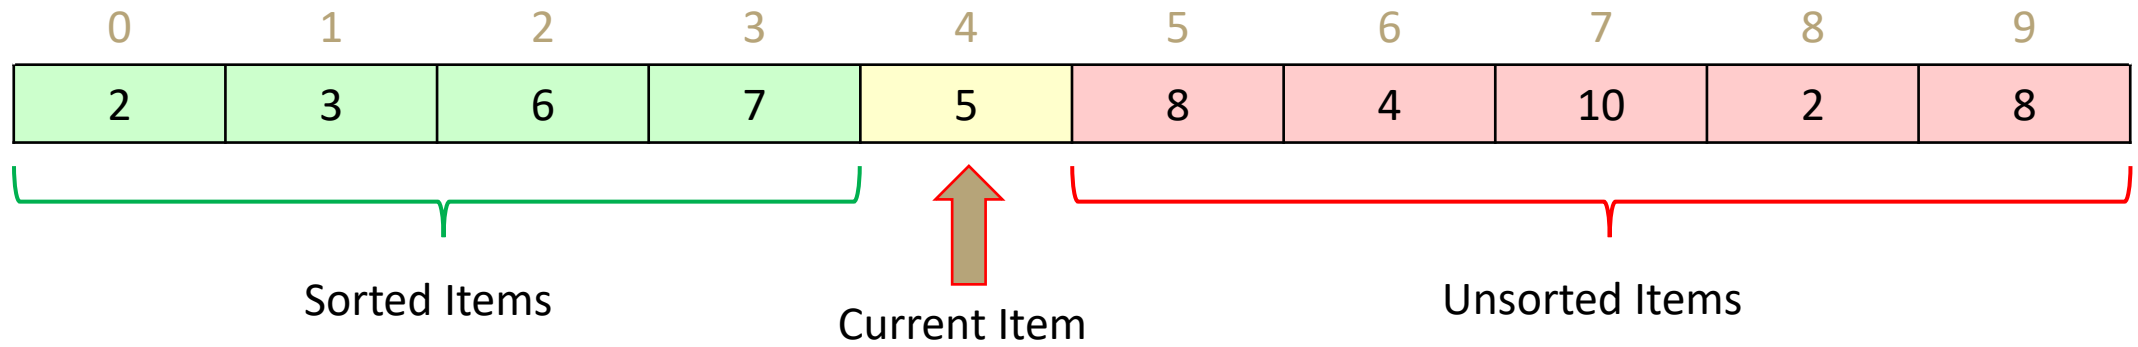 0 1 2 3 4 5 6 7 8 9
2 3 6 7 5 8 4 10 2 8
Sorted Items
Current Item
Unsorted Items